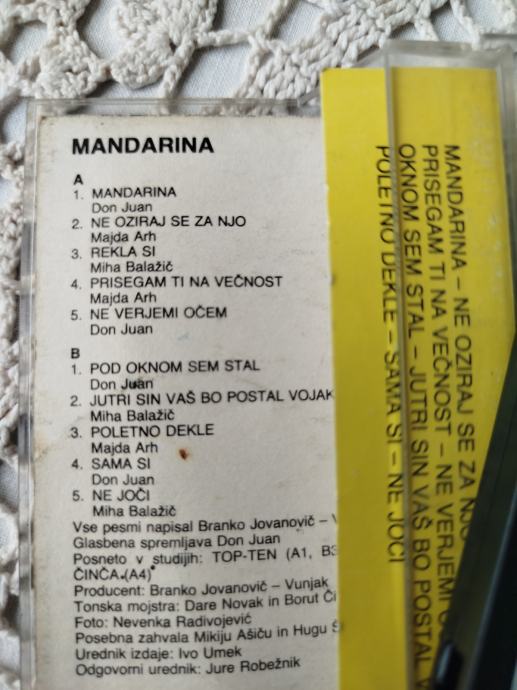 MANDARINA
A
1. MANDARINA
Don Juan
2. NE OZIRAJ SE ZA NJO
Majda Arh
3. REKLA SI
Miha Balažič
4. PRISEGAM TI NA VEČNOST
Majda Arh
5. NE VERJEMI OČEM
Don Juan
B
1. POD OKNOM SEM STAL
Don Juan
2. JUTRI SIN VAŠ BO POSTAL VOJAK
Miha Balažič
3. POLETNO DEKLE
Majda Arh
4. SAMA SI
Don Juan
5. NE JOČI
Miha Balažič
Vse pesmi napisal Branko Jovanovič –
Glasbena spremljava Don Juan
Posneto v studijih: TOP-TEN (A1, B3
ČINČA (A4)
Producent: Branko Jovanovič – Vunjak
Tonska mojstra: Dare Novak in Borut Či
Foto: Nevenka Radivojević
Posebna zahvala Mikiju Ašiču in Hugu
Urednik izdaje: Ivo Umek
Odgovorni urednik: Jure Robežnik
MANDARINA – NE OZIRAJ SE ZA NJO
PRISEGAM TI NA VEČNOST – NE VERJEMI
OKNOM SEM STAL – JUTRI SIN VAŠ BO POSTAL
POLETNO DEKLE – SAMA SI – NE JOČI